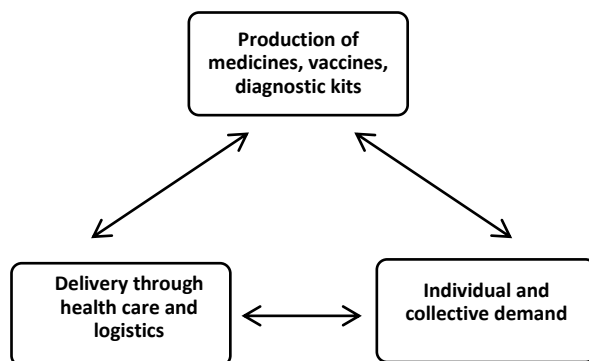 Production of
medicines, vaccines,
diagnostic kits
Delivery through
health care and
logistics
Individual and
collective demand